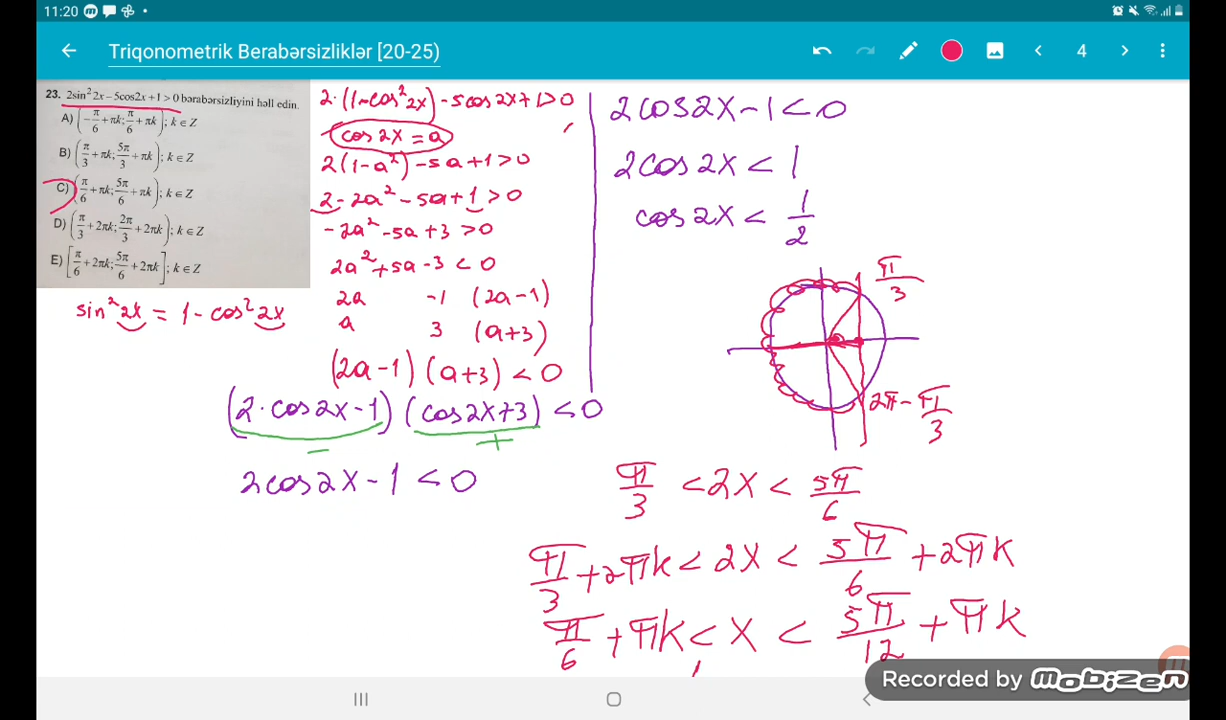 11:20
Triqonometrik Berabərsizliklər [20-25]
4
23. 2sin²2x – 5cos2x + 1 > 0 bərabərsizliyini həll edin.
A) (-π/6 + πk; π/6 + πk); k ∈ Z
B) (π/3 + πk; 5π/3 + πk); k ∈ Z
C) (π/6 + πk; 5π/6 + πk); k ∈ Z
D) (π/3 + 2πk; 2π/3 + 2πk); k ∈ Z
E) [π/6 + 2πk; 5π/6 + 2πk]; k ∈ Z
sin²2x = 1 - cos²2x
2·(1-cos²2x) - 5cos2x+1>0
cos2x = a
2(1-a²) - 5a+1>0
2-2a²-5a+1>0
-2a²-5a+3>0
2a²+5a-3<0
2a -1 (2a-1)
a 3 (a+3)
(2a-1)(a+3)<0
(2·cos2x-1)(cos2x+3)<0
- +
2cos2x-1<0
2cos2x-1<0
2cos2x<1
cos2x< 1/2
π/3
2π - π/3
π/3 <2x< 5π/6
π/3 +2πk<2x< 5π/6 +2πk
π/6 +πk<x< 5π/12 +πk
Recorded by mobizen